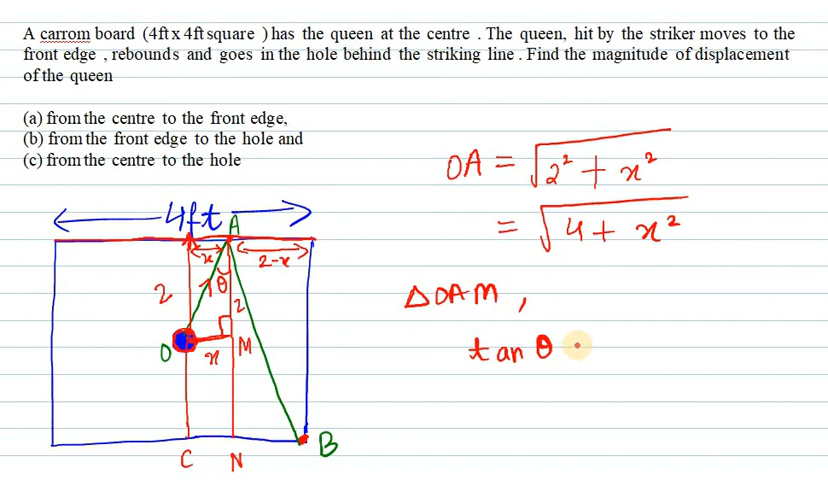 A carrom board (4ft x 4ft square ) has the queen at the centre . The queen, hit by the striker moves to the
front edge , rebounds and goes in the hole behind the striking line . Find the magnitude of displacement
of the queen
(a) from the centre to the front edge,
(b) from the front edge to the hole and
(c) from the centre to the hole
OA = √2² + x²
= √4 + x²
4ft
A
x
2-x
2
θ
2
O
x
M
C
N
B
ΔOAM ,
tan θ